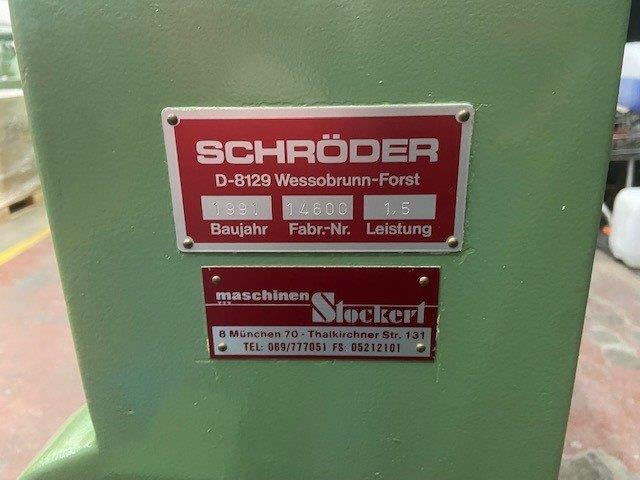 SCHRÖDER
D-8129 Wessobrunn-Forst
1991 14600 1,5
Baujahr Fabr.-Nr. Leistung
maschinen
Stockert
8 München 70 - Thalkirchner Str. 131
TEL: 089/777051 FS: 05212101